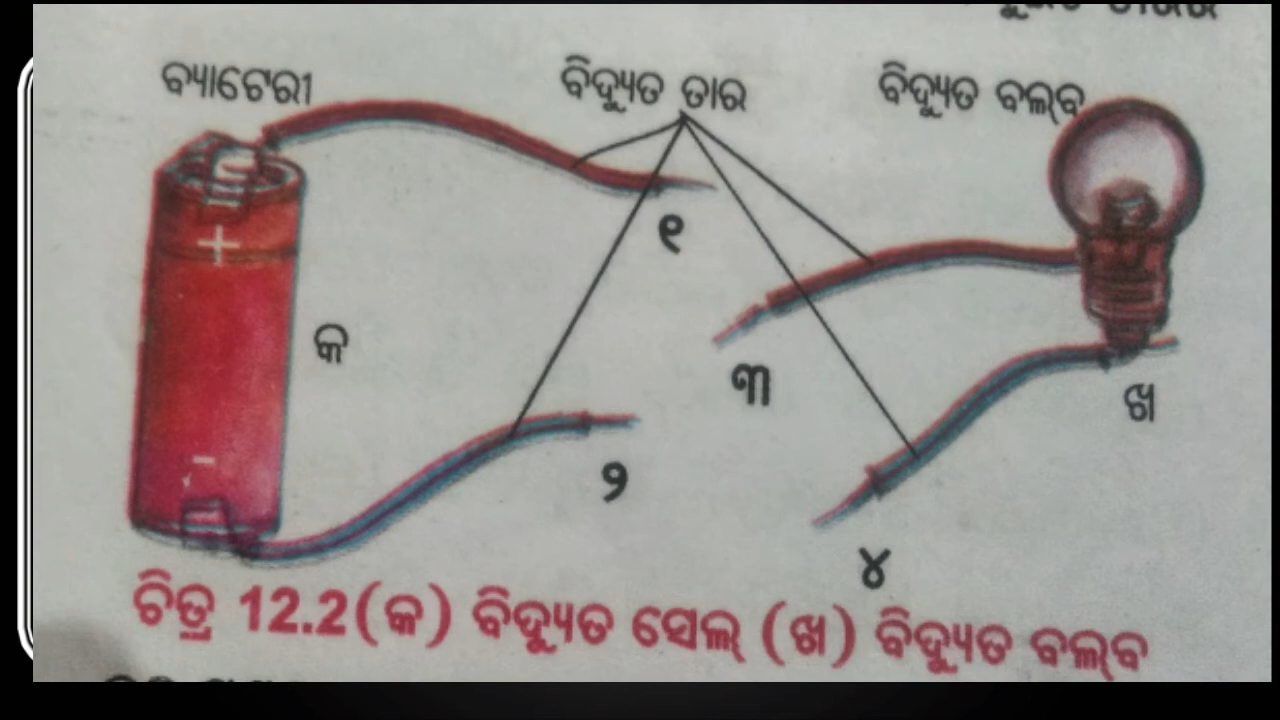 ବ୍ୟାଟେରୀ
ବିଦ୍ୟୁତ ତାର
ବିଦ୍ୟୁତ ବଲ୍‌ବ
+
୧
କ
୩
ଖ
-
୨
୪
ଚିତ୍ର 12.2(କ) ବିଦ୍ୟୁତ ସେଲ୍ (ଖ) ବିଦ୍ୟୁତ ବଲ୍‌ବ